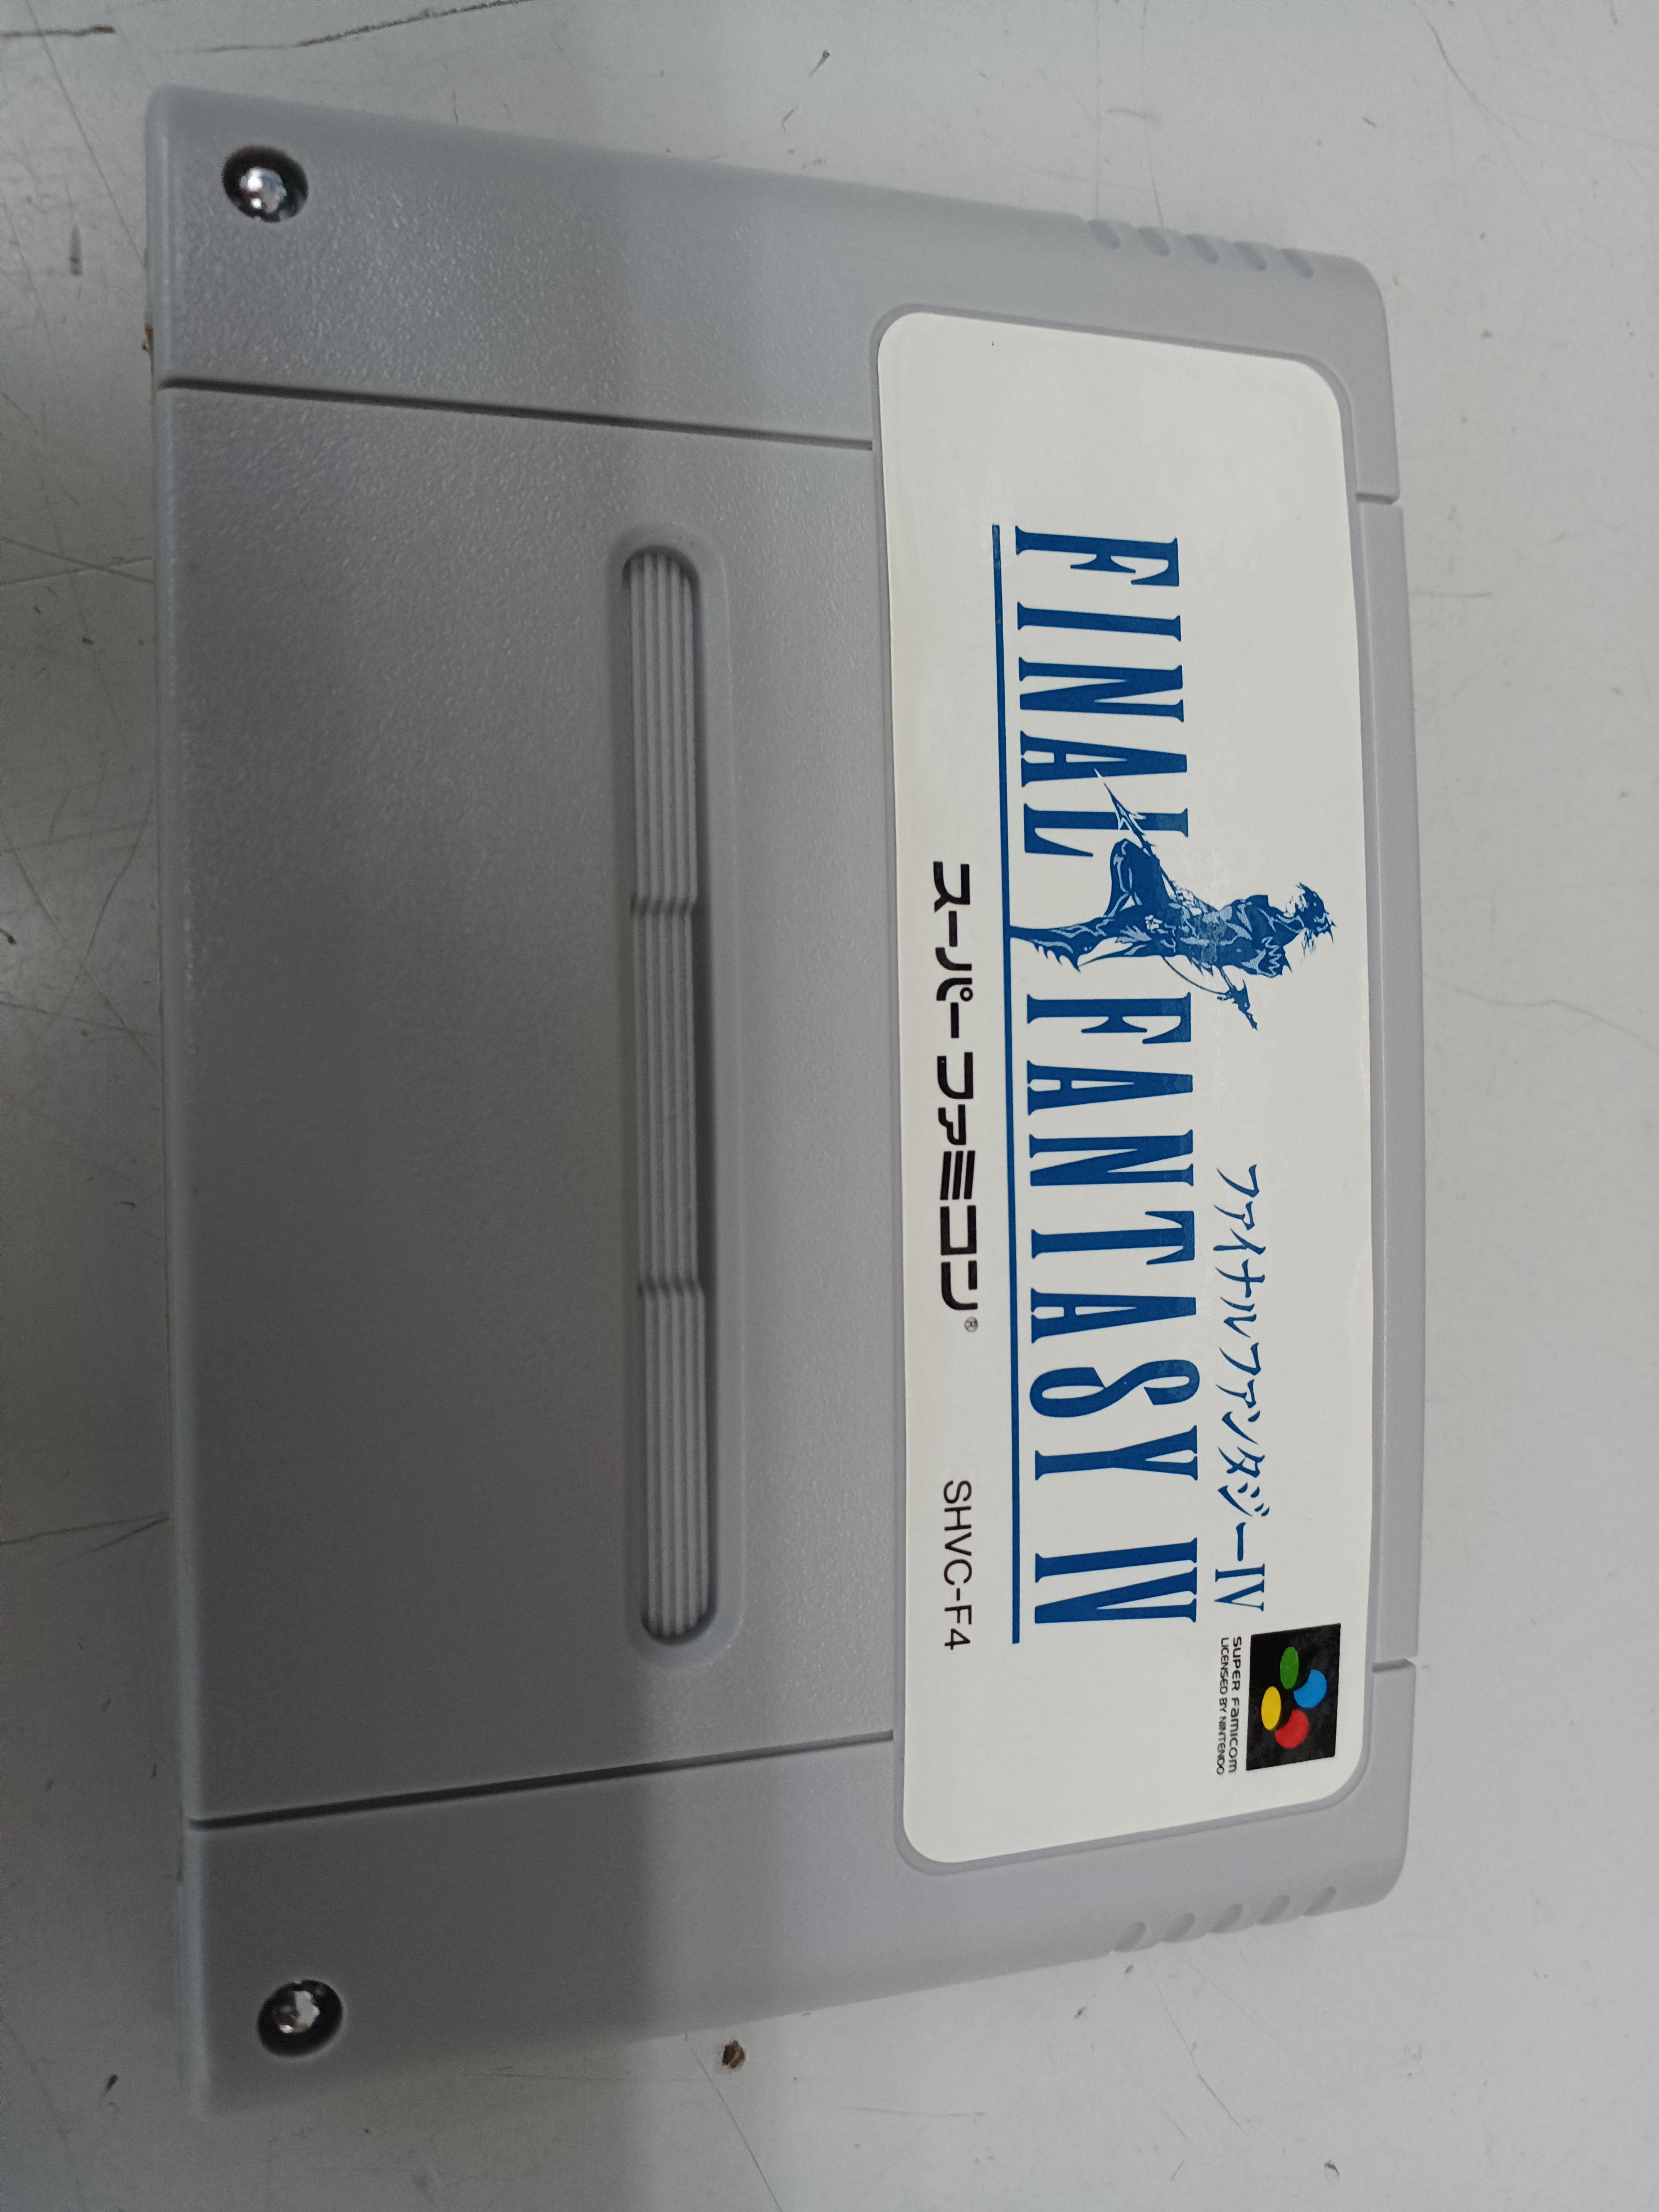 ファイナルファンタジーIV
FINAL FANTASY IV
SUPER FAMICOM
LICENSED BY NINTENDO
スーパーファミコン®
SHVC-F4